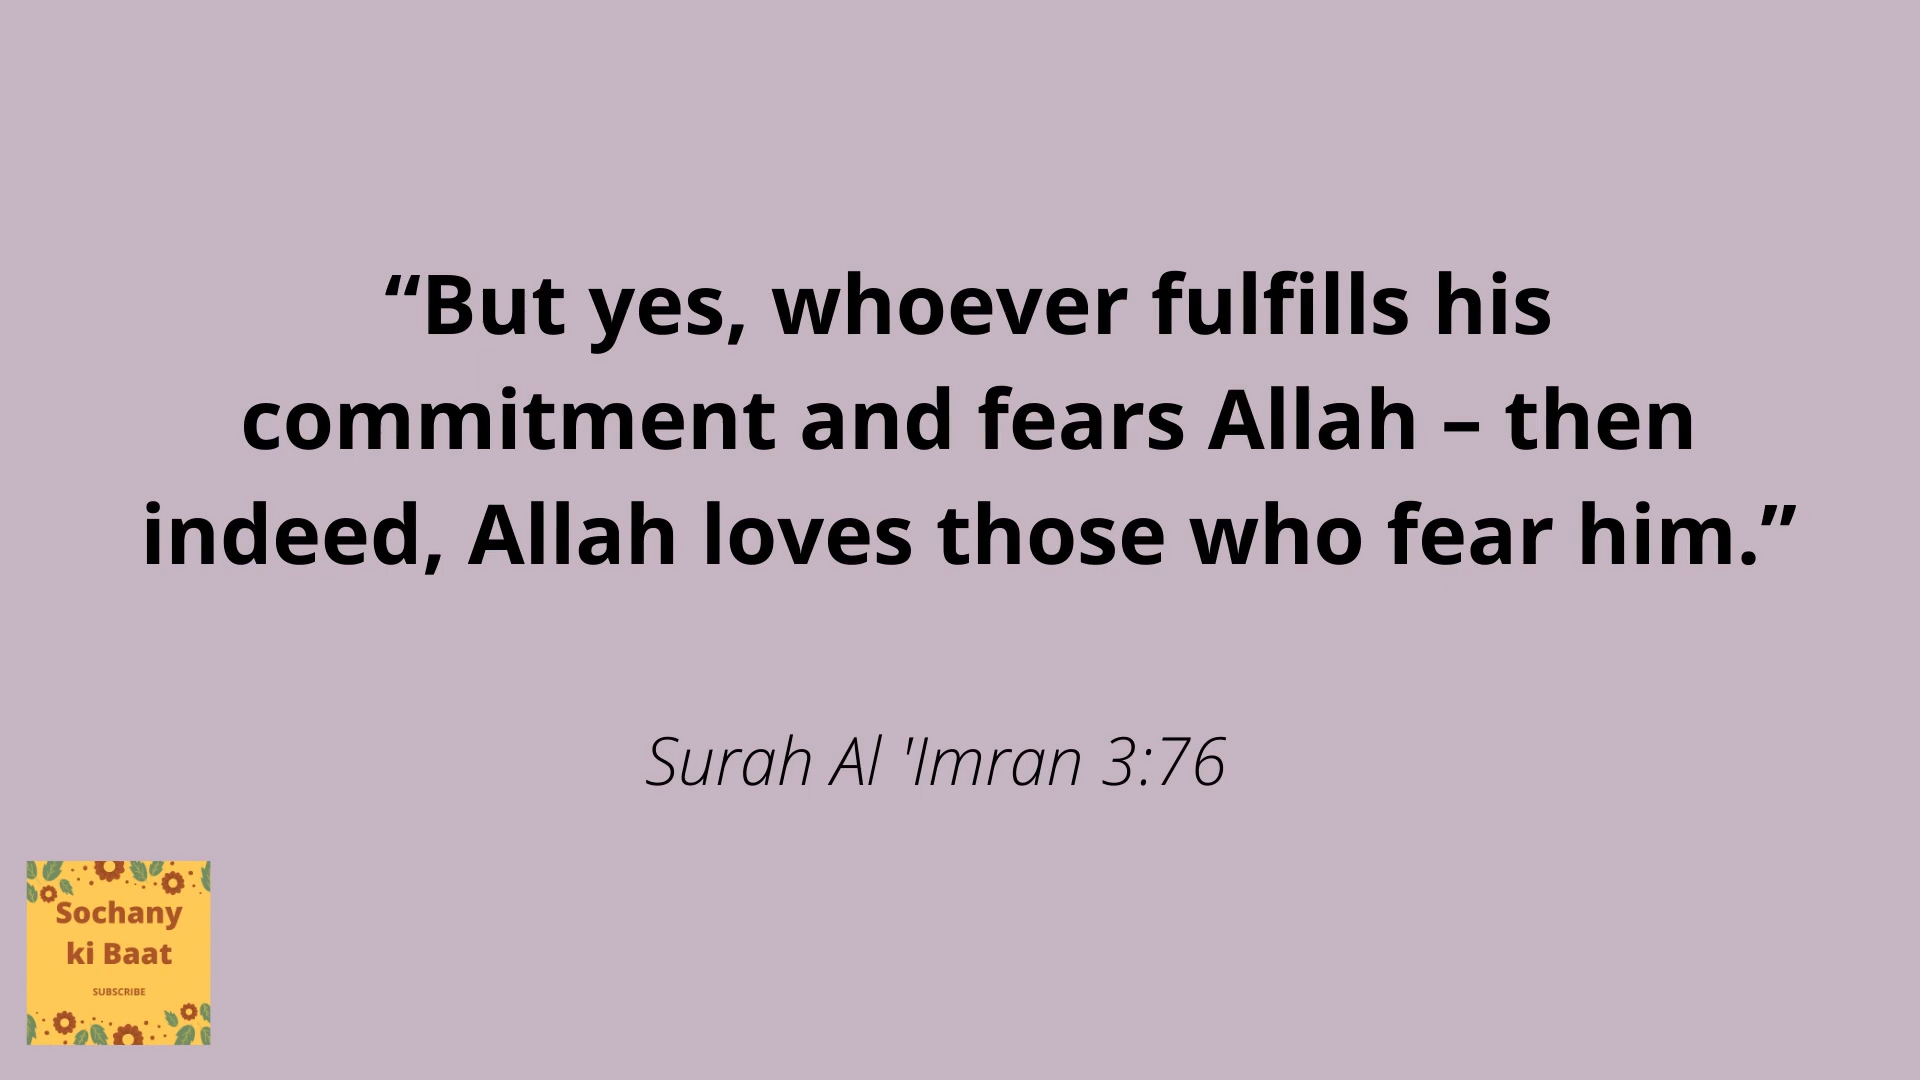 “But yes, whoever fulfills his
commitment and fears Allah – then
indeed, Allah loves those who fear him.”
Surah Al 'Imran 3:76
Sochany
ki Baat
SUBSCRIBE